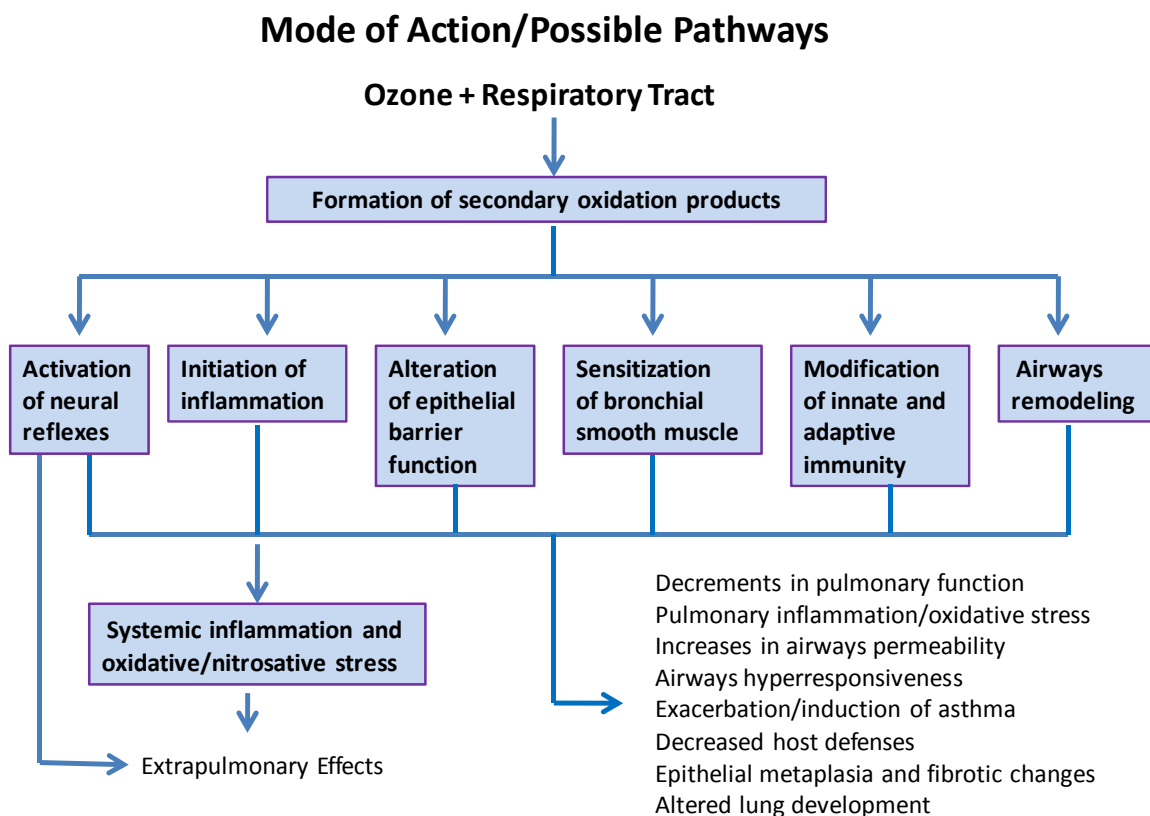 Mode of Action/Possible Pathways
Ozone + Respiratory Tract
Formation of secondary oxidation products
Activation
of neural
reflexes
Initiation of
inflammation
Alteration
of epithelial
barrier
function
Sensitization
of bronchial
smooth muscle
Modification
of innate and
adaptive
immunity
Airways
remodeling
Systemic inflammation and
oxidative/nitrosative stress
Extrapulmonary Effects
Decrements in pulmonary function
Pulmonary inflammation/oxidative stress
Increases in airways permeability
Airways hyperresponsiveness
Exacerbation/induction of asthma
Decreased host defenses
Epithelial metaplasia and fibrotic changes
Altered lung development